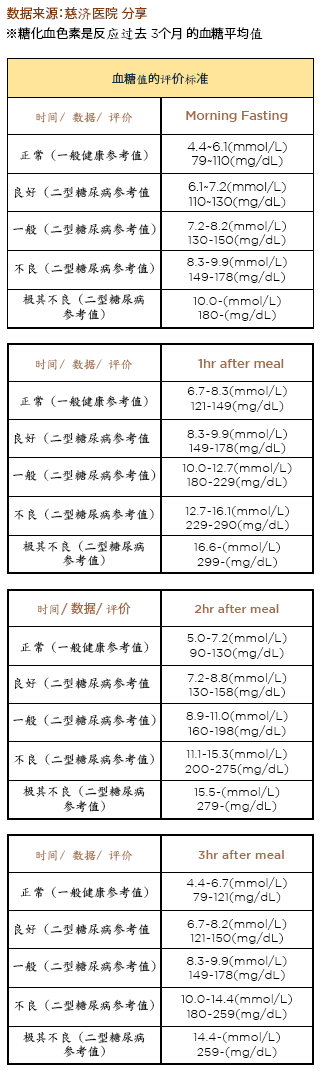 数据来源:慈济医院 分享
※糖化血色素是反应过去 3个月 的血糖平均值
血糖值的评价标准
时间/ 数据/ 评价
Morning Fasting
正常（一般健康参考值）
4.4~6.1(mmol/L)
79~110(mg/dL)
良好（二型糖尿病参考值
6.1~7.2(mmol/L)
110~130(mg/dL)
一般（二型糖尿病参考值）
7.2-8.2(mmol/L)
130-150(mg/dL)
不良（二型糖尿病参考值）
8.3-9.9(mmol/L)
149-178(mg/dL)
极其不良（二型糖尿病
参考值）
10.0-(mmol/L)
180-(mg/dL)
时间/ 数据/ 评价
1hr after meal
正常（一般健康参考值）
6.7-8.3(mmol/L)
121-149(mg/dL)
良好（二型糖尿病参考值
8.3-9.9(mmol/L)
149-178(mg/dL)
一般（二型糖尿病参考值）
10.0-12.7(mmol/L)
180-229(mg/dL)
不良（二型糖尿病参考值）
12.7-16.1(mmol/L)
229-290(mg/dL)
极其不良（二型糖尿病
参考值）
16.6-(mmol/L)
299-(mg/dL)
时间/ 数据/ 评价
2hr after meal
正常（一般健康参考值）
5.0-7.2(mmol/L)
90-130(mg/dL)
良好（二型糖尿病参考值
7.2-8.8(mmol/L)
130-158(mg/dL)
一般（二型糖尿病参考值）
8.9-11.0(mmol/L)
160-198(mg/dL)
不良（二型糖尿病参考值）
11.1-15.3(mmol/L)
200-275(mg/dL)
极其不良（二型糖尿病
参考值）
15.5-(mmol/L)
279-(mg/dL)
时间/ 数据/ 评价
3hr after meal
正常（一般健康参考值）
4.4-6.7(mmol/L)
79-121(mg/dL)
良好（二型糖尿病参考值
6.7-8.2(mmol/L)
121-150(mg/dL)
一般（二型糖尿病参考值）
8.3-9.9(mmol/L)
149-178(mg/dL)
不良（二型糖尿病参考值）
10.0-14.4(mmol/L)
180-259(mg/dL)
极其不良（二型糖尿病
参考值）
14.4-(mmol/L)
259-(mg/dL)